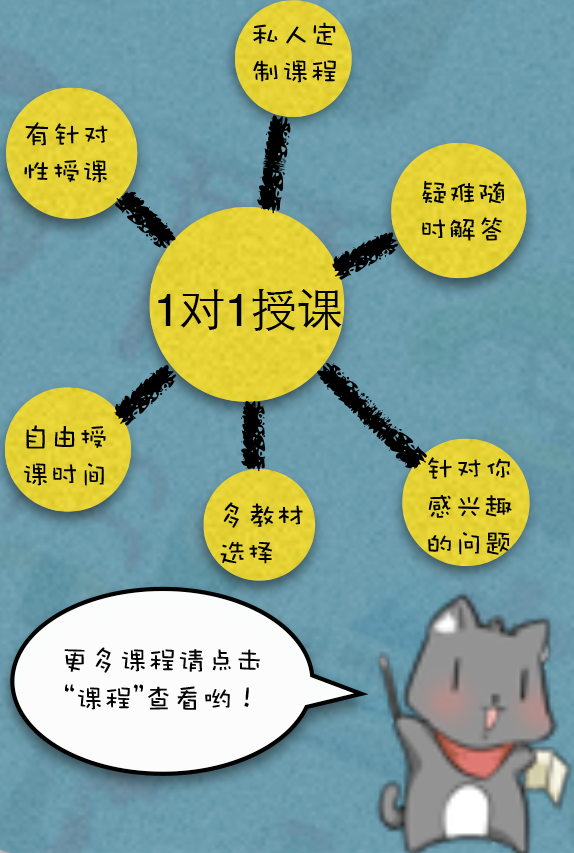 私人定
制课程
有针对
性授课
疑难随
时解答
1对1授课
自由授
课时间
多教材
选择
针对你
感兴趣
的问题
更多课程请点击
“课程”查看哟！